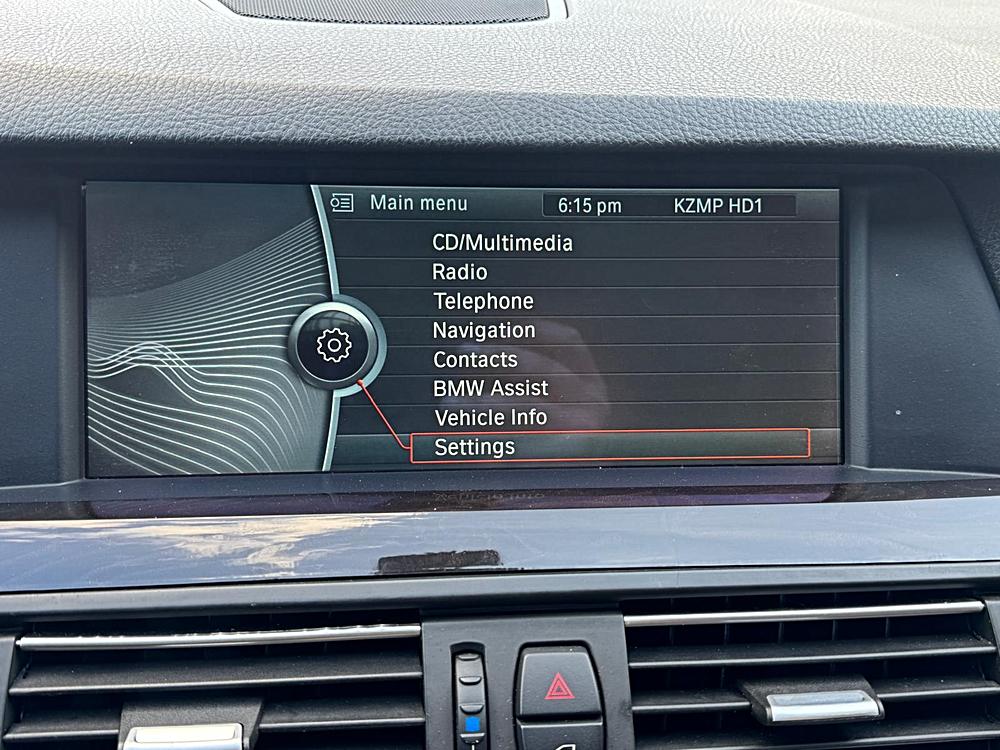 Main menu 6:15 pm KZMP HD1
CD/Multimedia
Radio
Telephone
Navigation
Contacts
BMW Assist
Vehicle Info
Settings